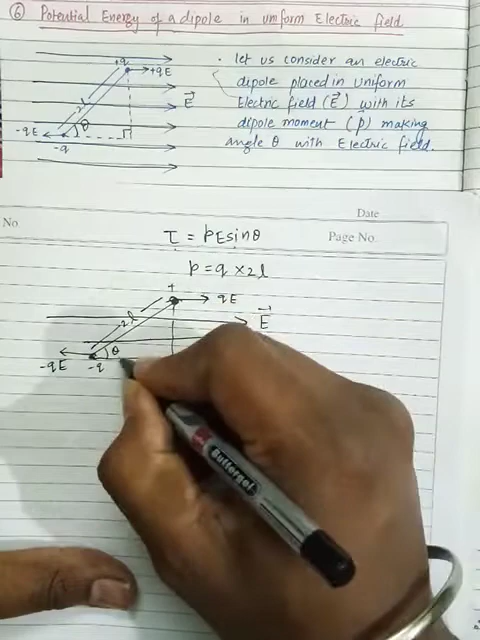 ⑥ Potential Energy of a dipole in uniform Electric field
+q
+qE
2l
E
-qE
θ
-q
• let us consider an electric
dipole placed in uniform
Electric field (E) with its
dipole moment (p) making
angle θ with Electric field.
No.
Date
Page No.
τ = PEsinθ
p = q × 2l
+
qE
2l
E
θ
-qE
-q
Buttergel